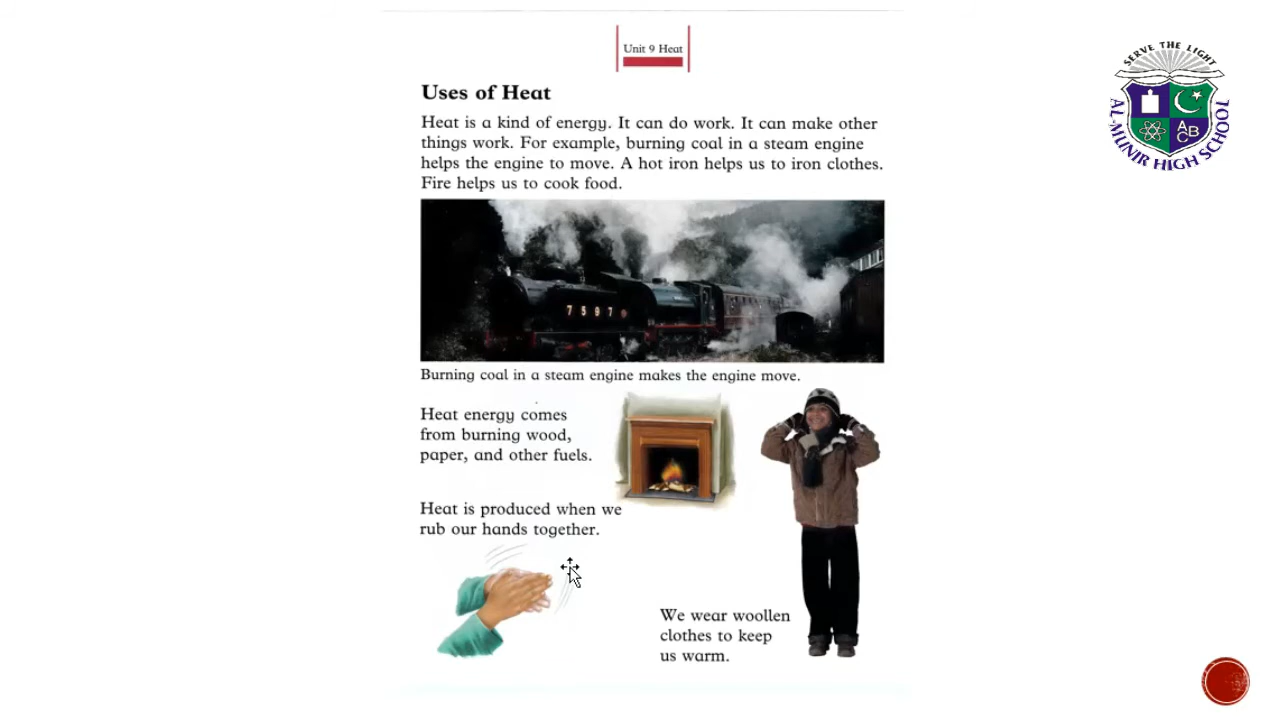 Unit 9 Heat
Uses of Heat
Heat is a kind of energy. It can do work. It can make other
things work. For example, burning coal in a steam engine
helps the engine to move. A hot iron helps us to iron clothes.
Fire helps us to cook food.
7597
Burning coal in a steam engine makes the engine move.
Heat energy comes
from burning wood,
paper, and other fuels.
Heat is produced when we
rub our hands together.
We wear woollen
clothes to keep
us warm.
SERVE THE LIGHT
AL-MUNIR HIGH SCHOOL
AB
C